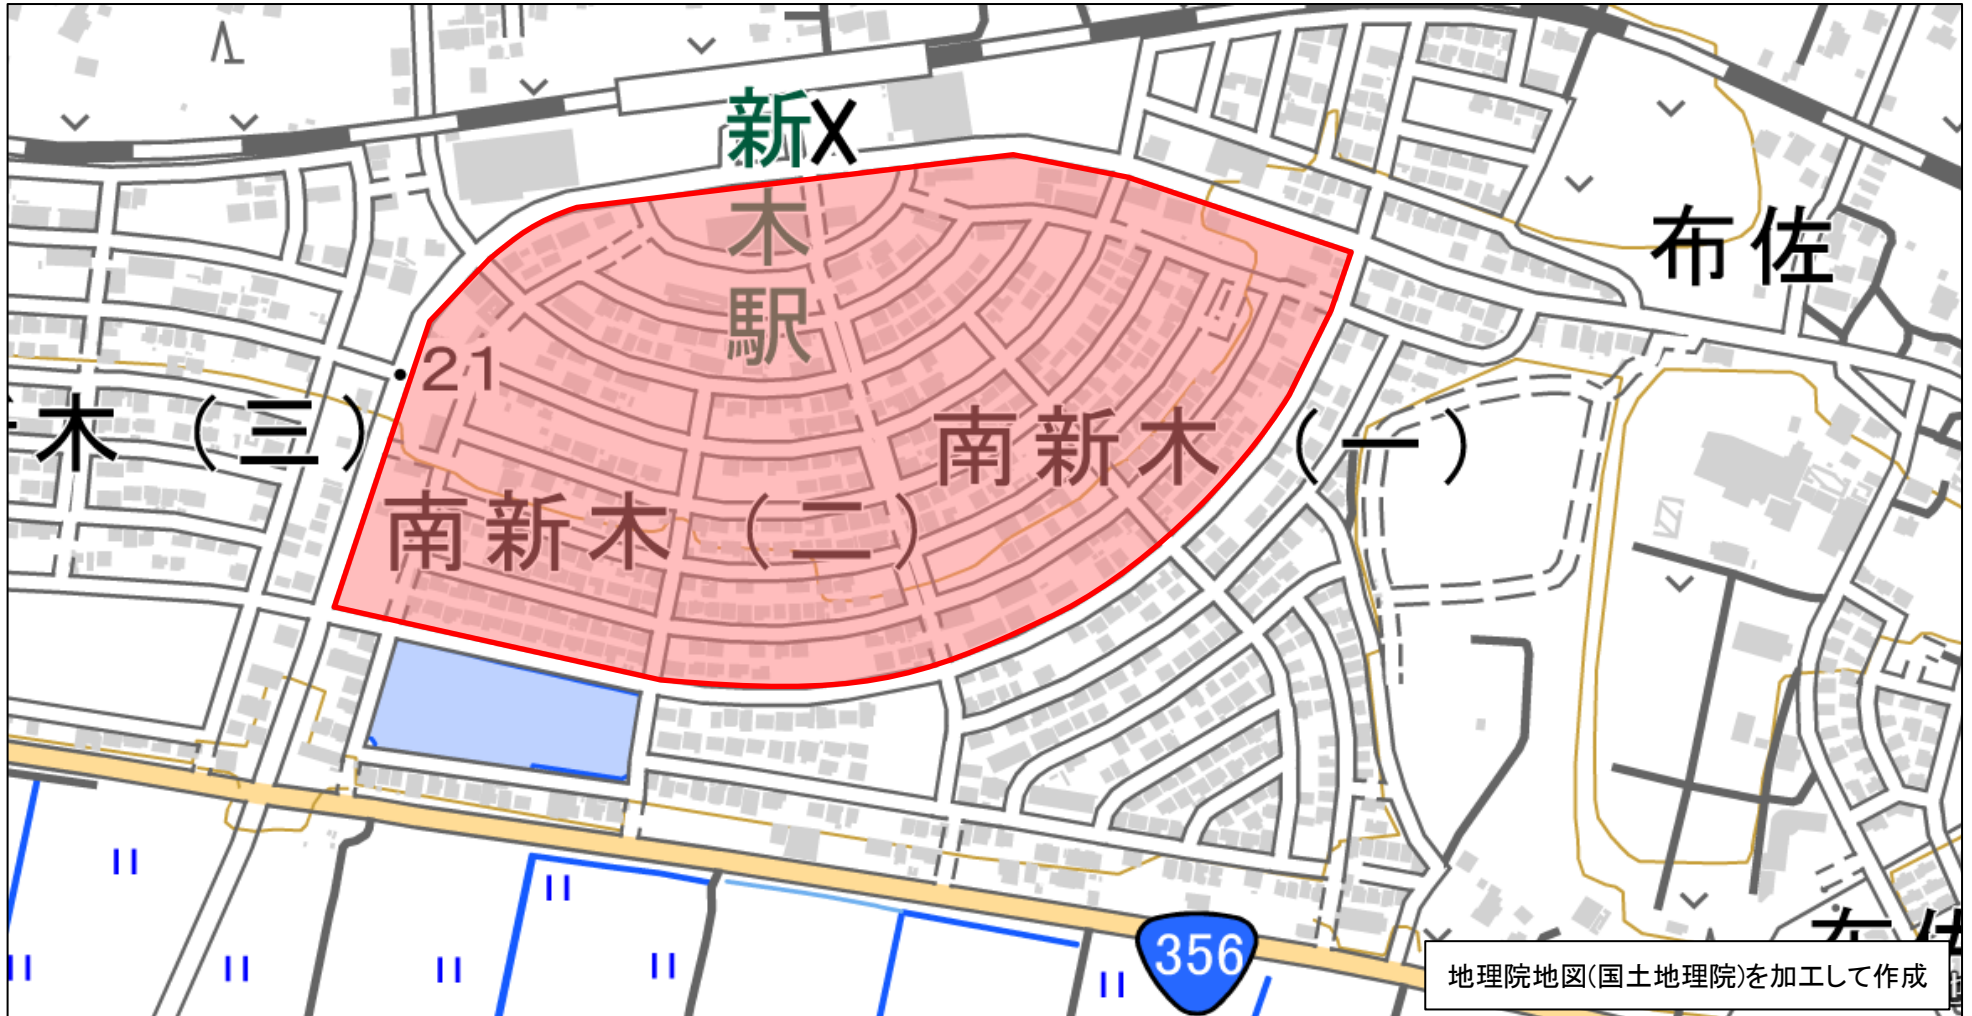 新
木
駅
X
布佐
21
木(三)
南新木(一)
南新木(二)
356
地理院地図(国土地理院)を加工して作成